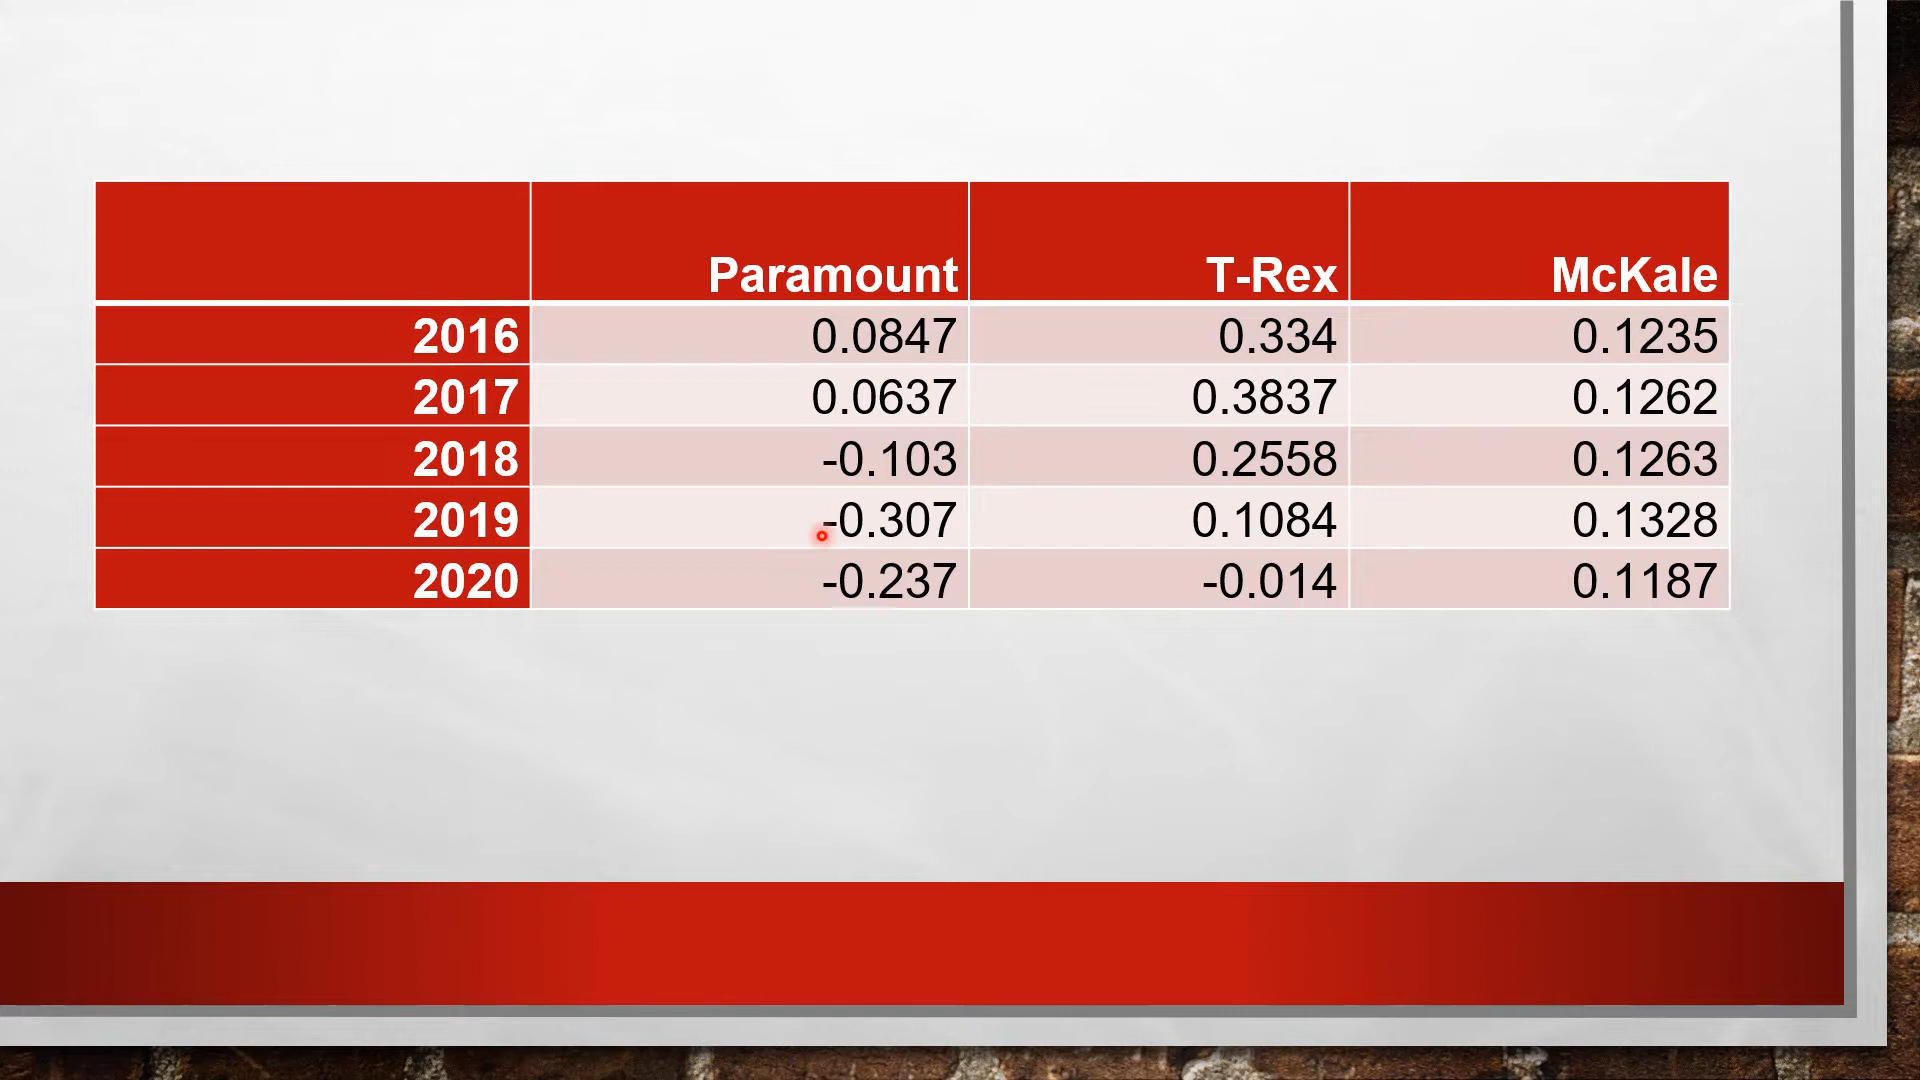 Paramount T-Rex McKale
2016 0.0847 0.334 0.1235
2017 0.0637 0.3837 0.1262
2018 -0.103 0.2558 0.1263
2019 -0.307 0.1084 0.1328
2020 -0.237 -0.014 0.1187